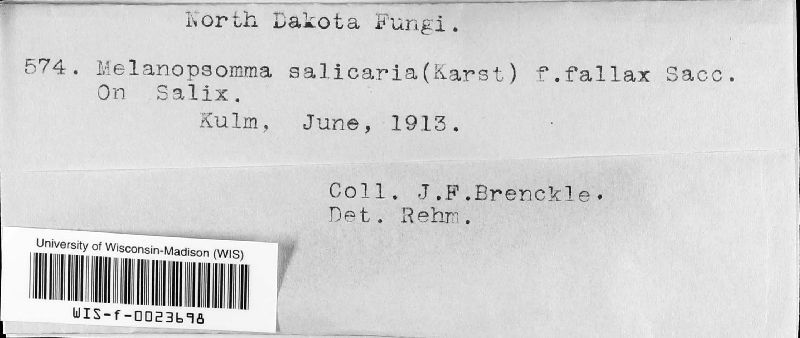 North Dakota Fungi.
574. Melanopsomma salicaria(Karst) f.fallax Sacc.
On Salix.
Kulm, June, 1913.
Coll. J.F.Brenckle.
Det. Rehm.
University of Wisconsin-Madison (WIS)
WIS-f-0023698